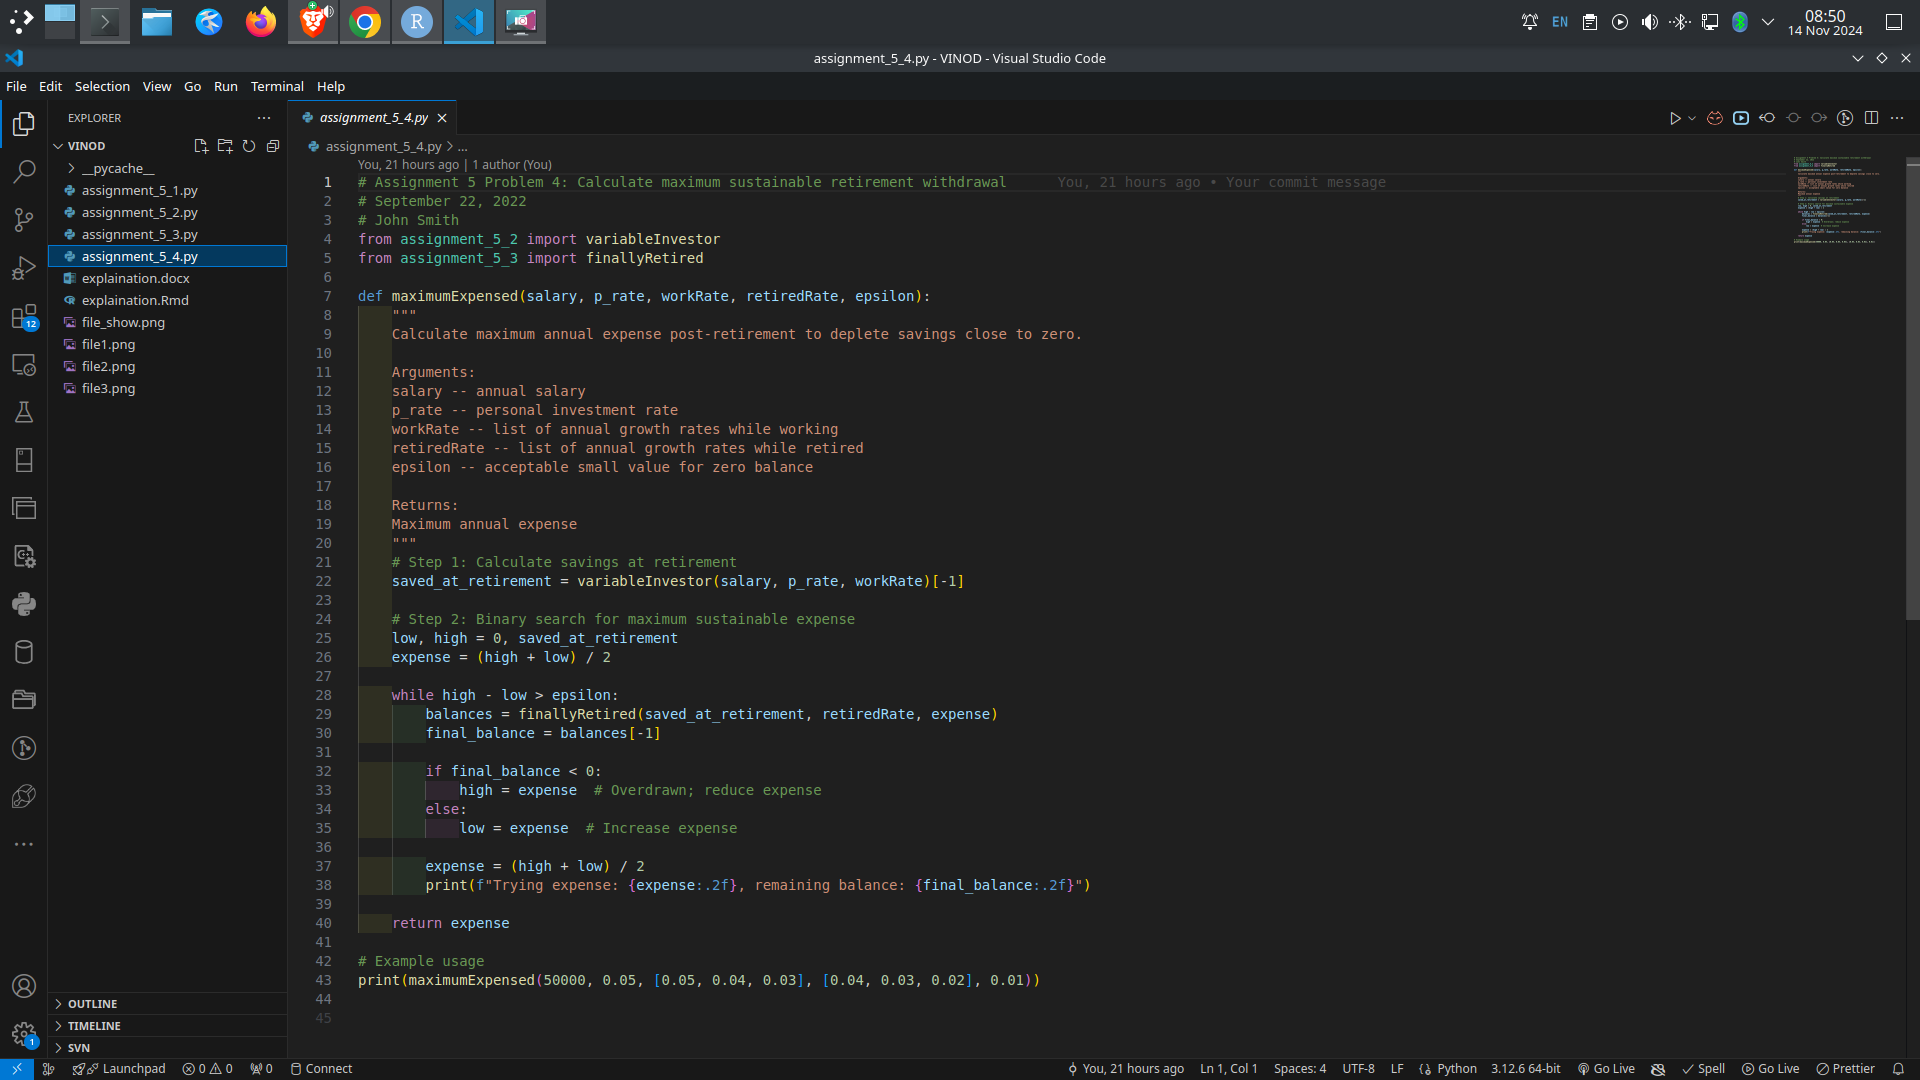 EN
08:50
14 Nov 2024
assignment_5_4.py - VINOD - Visual Studio Code
File Edit Selection View Go Run Terminal Help
EXPLORER
VINOD
__pycache__
assignment_5_1.py
assignment_5_2.py
assignment_5_3.py
assignment_5_4.py
explaination.docx
explaination.Rmd
file_show.png
file1.png
file2.png
file3.png
12
OUTLINE
TIMELINE
SVN
1
assignment_5_4.py
assignment_5_4.py > ...
You, 21 hours ago | 1 author (You)
1 # Assignment 5 Problem 4: Calculate maximum sustainable retirement withdrawal You, 21 hours ago • Your commit message
2 # September 22, 2022
3 # John Smith
4 from assignment_5_2 import variableInvestor
5 from assignment_5_3 import finallyRetired
6
7 def maximumExpensed(salary, p_rate, workRate, retiredRate, epsilon):
8 """
9 Calculate maximum annual expense post-retirement to deplete savings close to zero.
10
11 Arguments:
12 salary -- annual salary
13 p_rate -- personal investment rate
14 workRate -- list of annual growth rates while working
15 retiredRate -- list of annual growth rates while retired
16 epsilon -- acceptable small value for zero balance
17
18 Returns:
19 Maximum annual expense
20 """
21 # Step 1: Calculate savings at retirement
22 saved_at_retirement = variableInvestor(salary, p_rate, workRate)[-1]
23
24 # Step 2: Binary search for maximum sustainable expense
25 low, high = 0, saved_at_retirement
26 expense = (high + low) / 2
27
28 while high - low > epsilon:
29 balances = finallyRetired(saved_at_retirement, retiredRate, expense)
30 final_balance = balances[-1]
31
32 if final_balance < 0:
33 high = expense # Overdrawn; reduce expense
34 else:
35 low = expense # Increase expense
36
37 expense = (high + low) / 2
38 print(f"Trying expense: {expense:.2f}, remaining balance: {final_balance:.2f}")
39
40 return expense
41
42 # Example usage
43 print(maximumExpensed(50000, 0.05, [0.05, 0.04, 0.03], [0.04, 0.03, 0.02], 0.01))
44
45
Launchpad 0 0 0 Connect You, 21 hours ago Ln 1, Col 1 Spaces: 4 UTF-8 LF Python 3.12.6 64-bit Go Live Spell Go Live Prettier